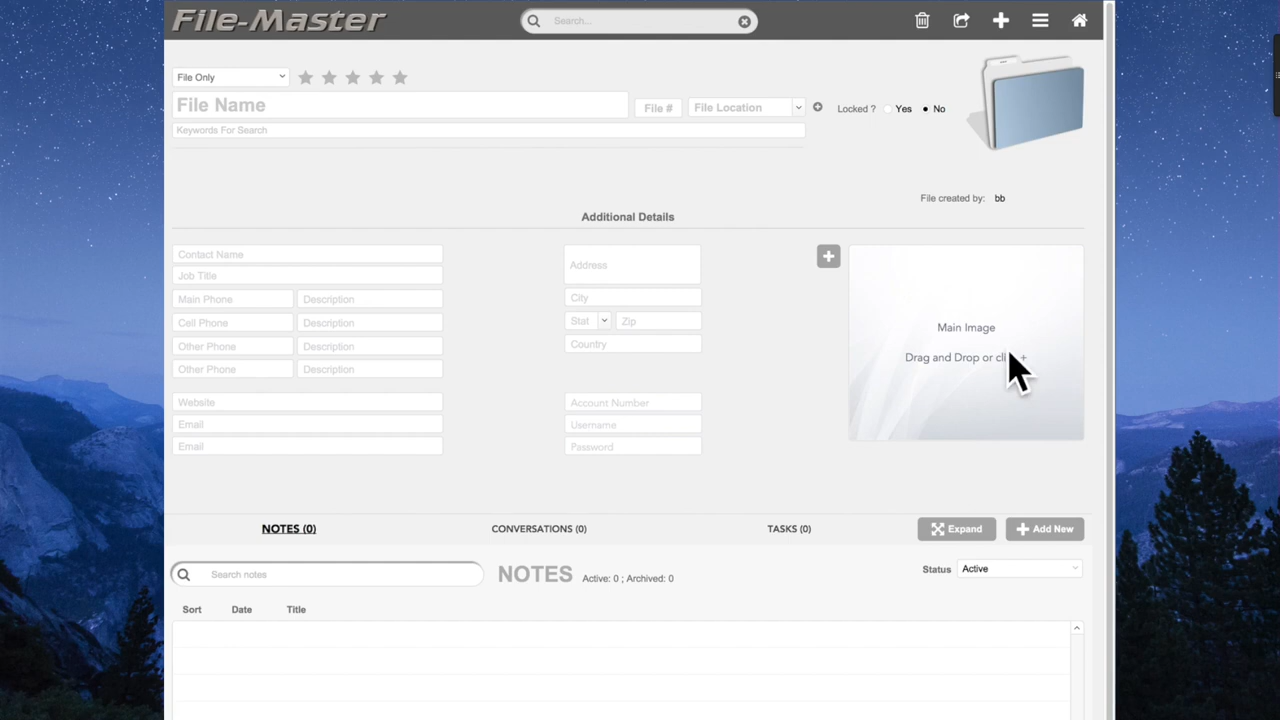 File-Master
Search...
File Only
File Name
File #
File Location
Locked ? Yes No
Keywords For Search
File created by: bb
Additional Details
Contact Name
Job Title
Main Phone Description
Cell Phone Description
Other Phone Description
Other Phone Description
Website
Email
Email
Address
City
Stat Zip
Country
Account Number
Username
Password
Main Image
Drag and Drop or +
NOTES (0) CONVERSATIONS (0) TASKS (0) Expand Add New
Search notes NOTES Active: 0 ; Archived: 0 Status Active
Sort Date Title